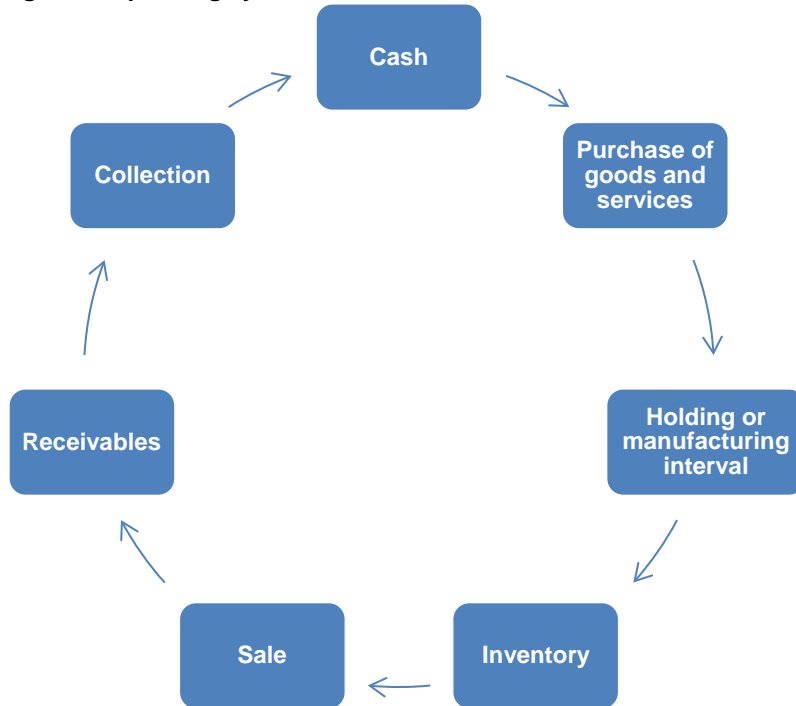 Cash
Purchase of
goods and
services
Holding or
manufacturing
interval
Inventory
Sale
Receivables
Collection